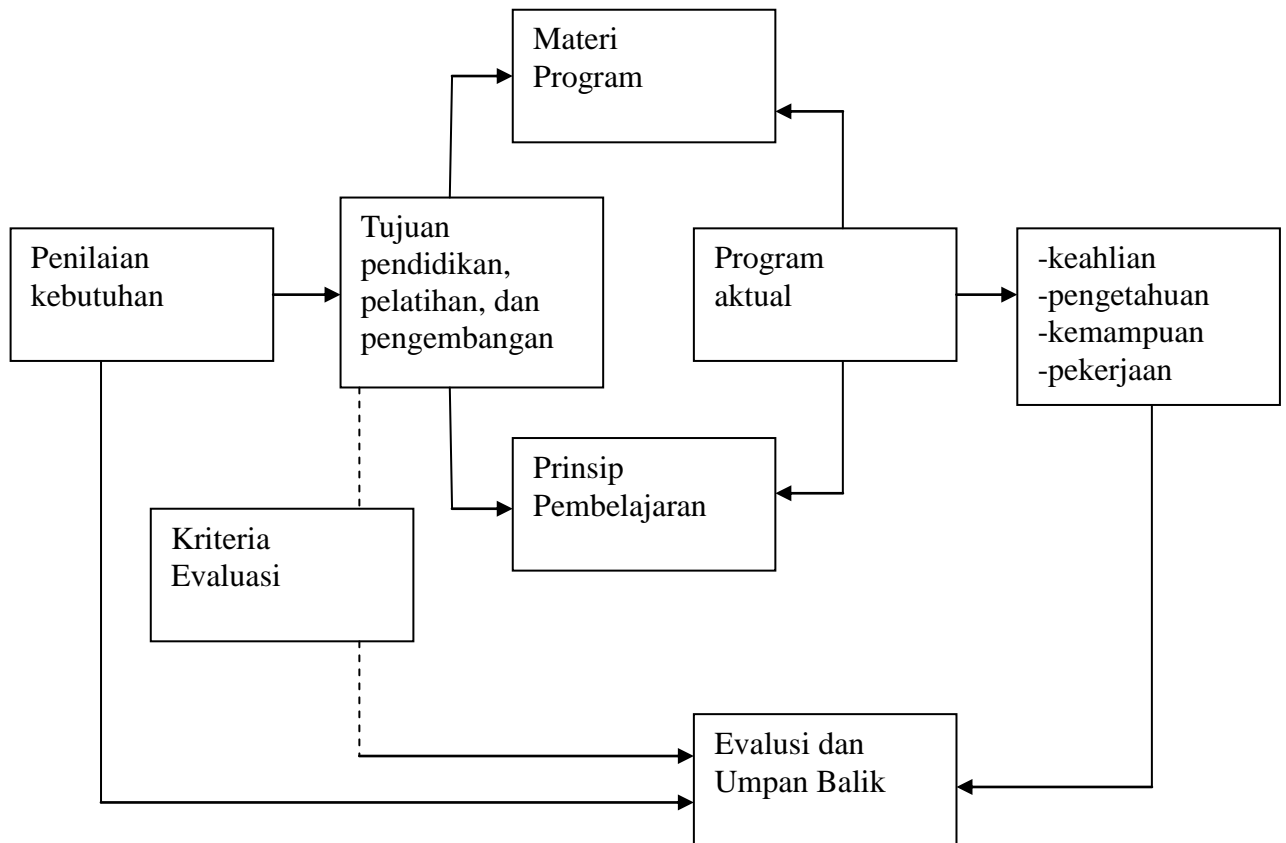 Materi
Program
Tujuan
pendidikan,
pelatihan, dan
pengembangan
Penilaian
kebutuhan
Program
aktual
-keahlian
-pengetahuan
-kemampuan
-pekerjaan
Prinsip
Pembelajaran
Kriteria
Evaluasi
Evalusi dan
Umpan Balik